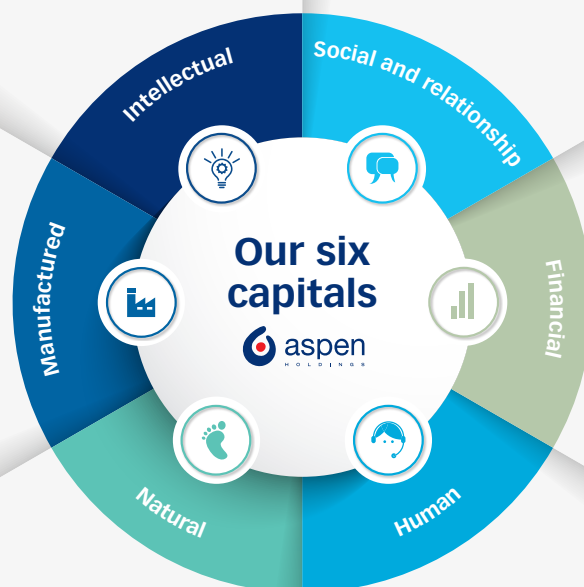 Intellectual
Social and relationship
Manufactured
Our six
capitals
aspen
HOLDINGS
Financial
Natural
Human